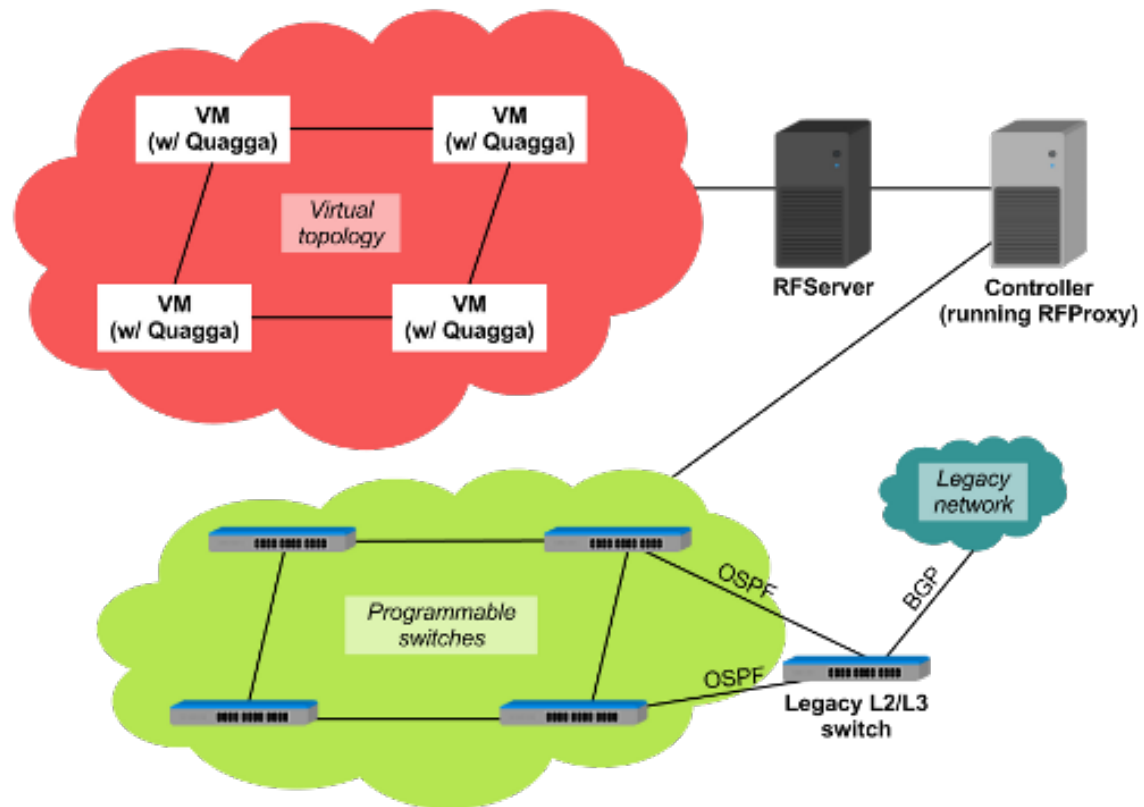 VM
(w/ Quagga)
VM
(w/ Quagga)
Virtual
topology
VM
(w/ Quagga)
VM
(w/ Quagga)
RFServer
Controller
(running RFProxy)
Legacy
network
Programmable
switches
OSPF
BGP
OSPF
Legacy L2/L3
switch